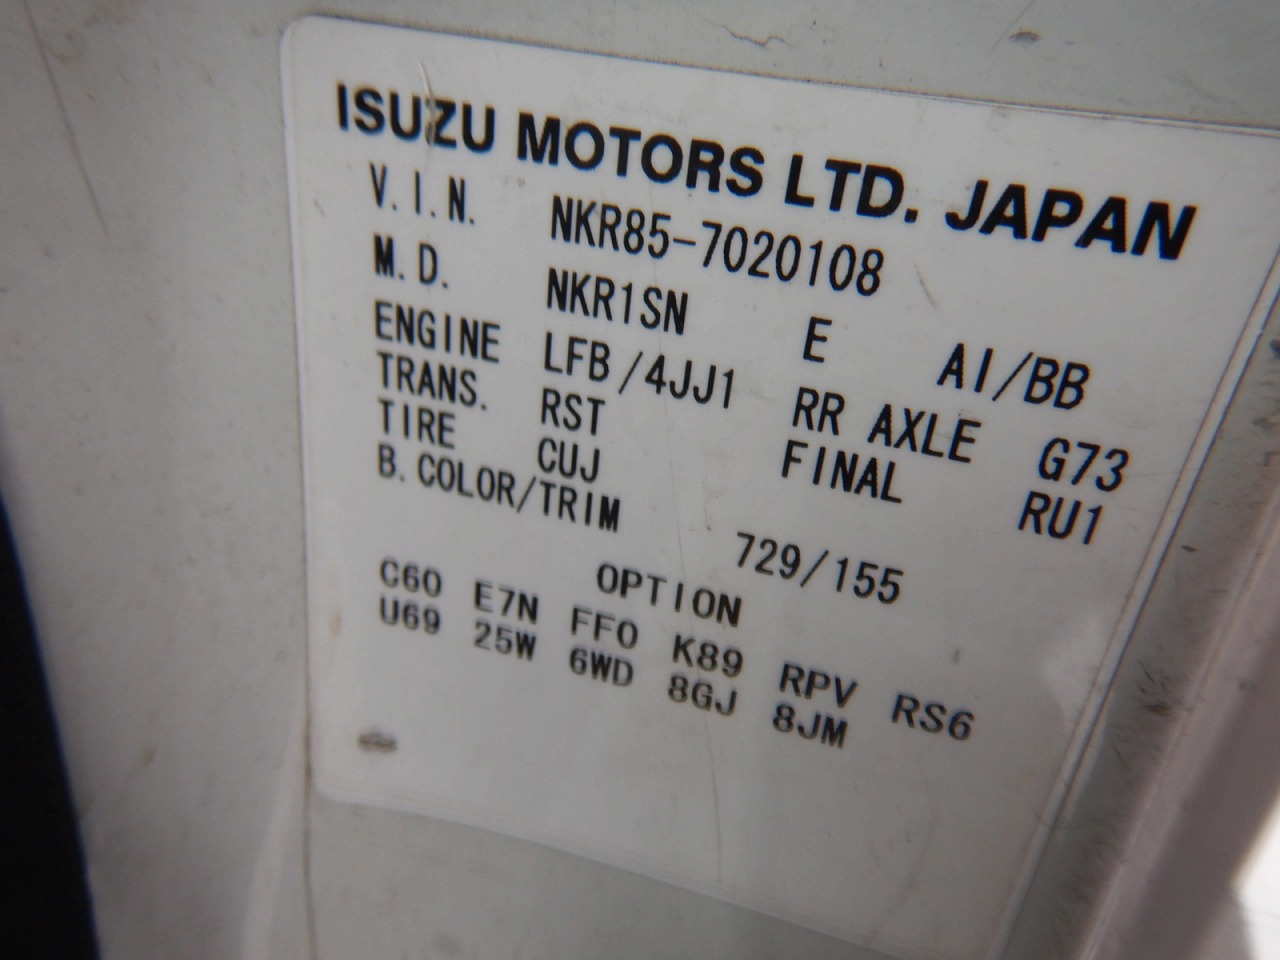 ISUZU MOTORS LTD. JAPAN
V.I.N. NKR85-7020108
M.D. NKR1SN E AI/BB
ENGINE LFB/4JJ1 RR AXLE G73
TRANS. RST FINAL RU1
TIRE CUJ
B.COLOR/TRIM 729/155
OPTION
C60 E7N FF0 K89 RPV RS6
U69 25W 6WD 8GJ 8JM